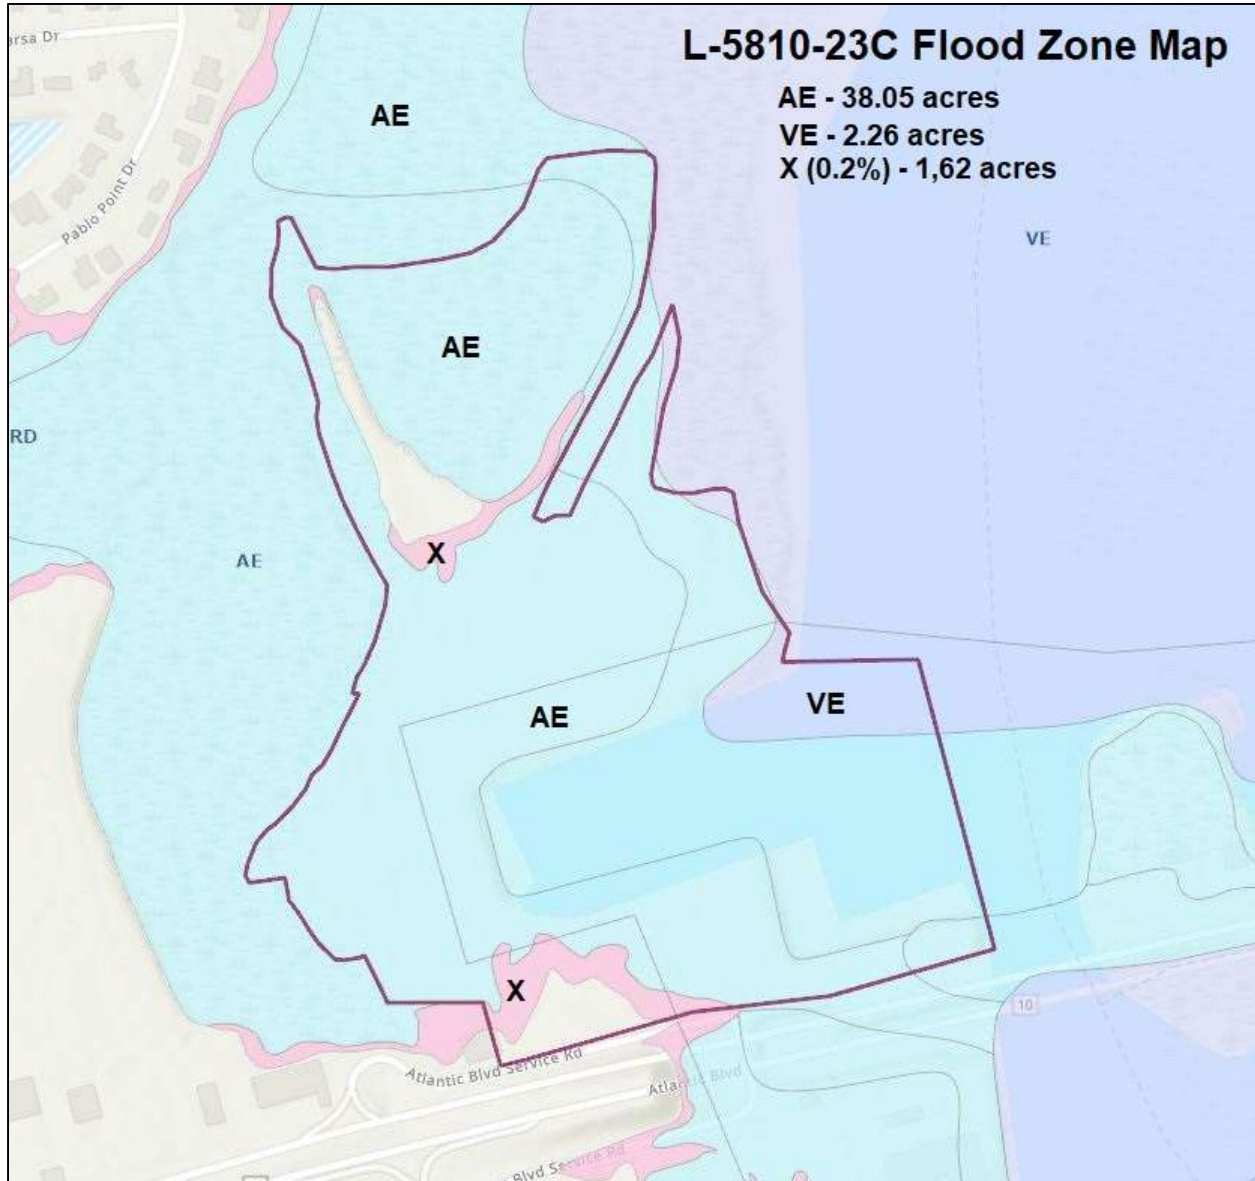 arsa Dr
L-5810-23C Flood Zone Map
AE - 38.05 acres
VE - 2.26 acres
X (0.2%) - 1,62 acres
AE
Pablo Point Dr
VE
AE
RD
AE
X
AE
VE
X
10
Atlantic Blvd Service Rd
Atlantic Blvd
Blvd Service Rd